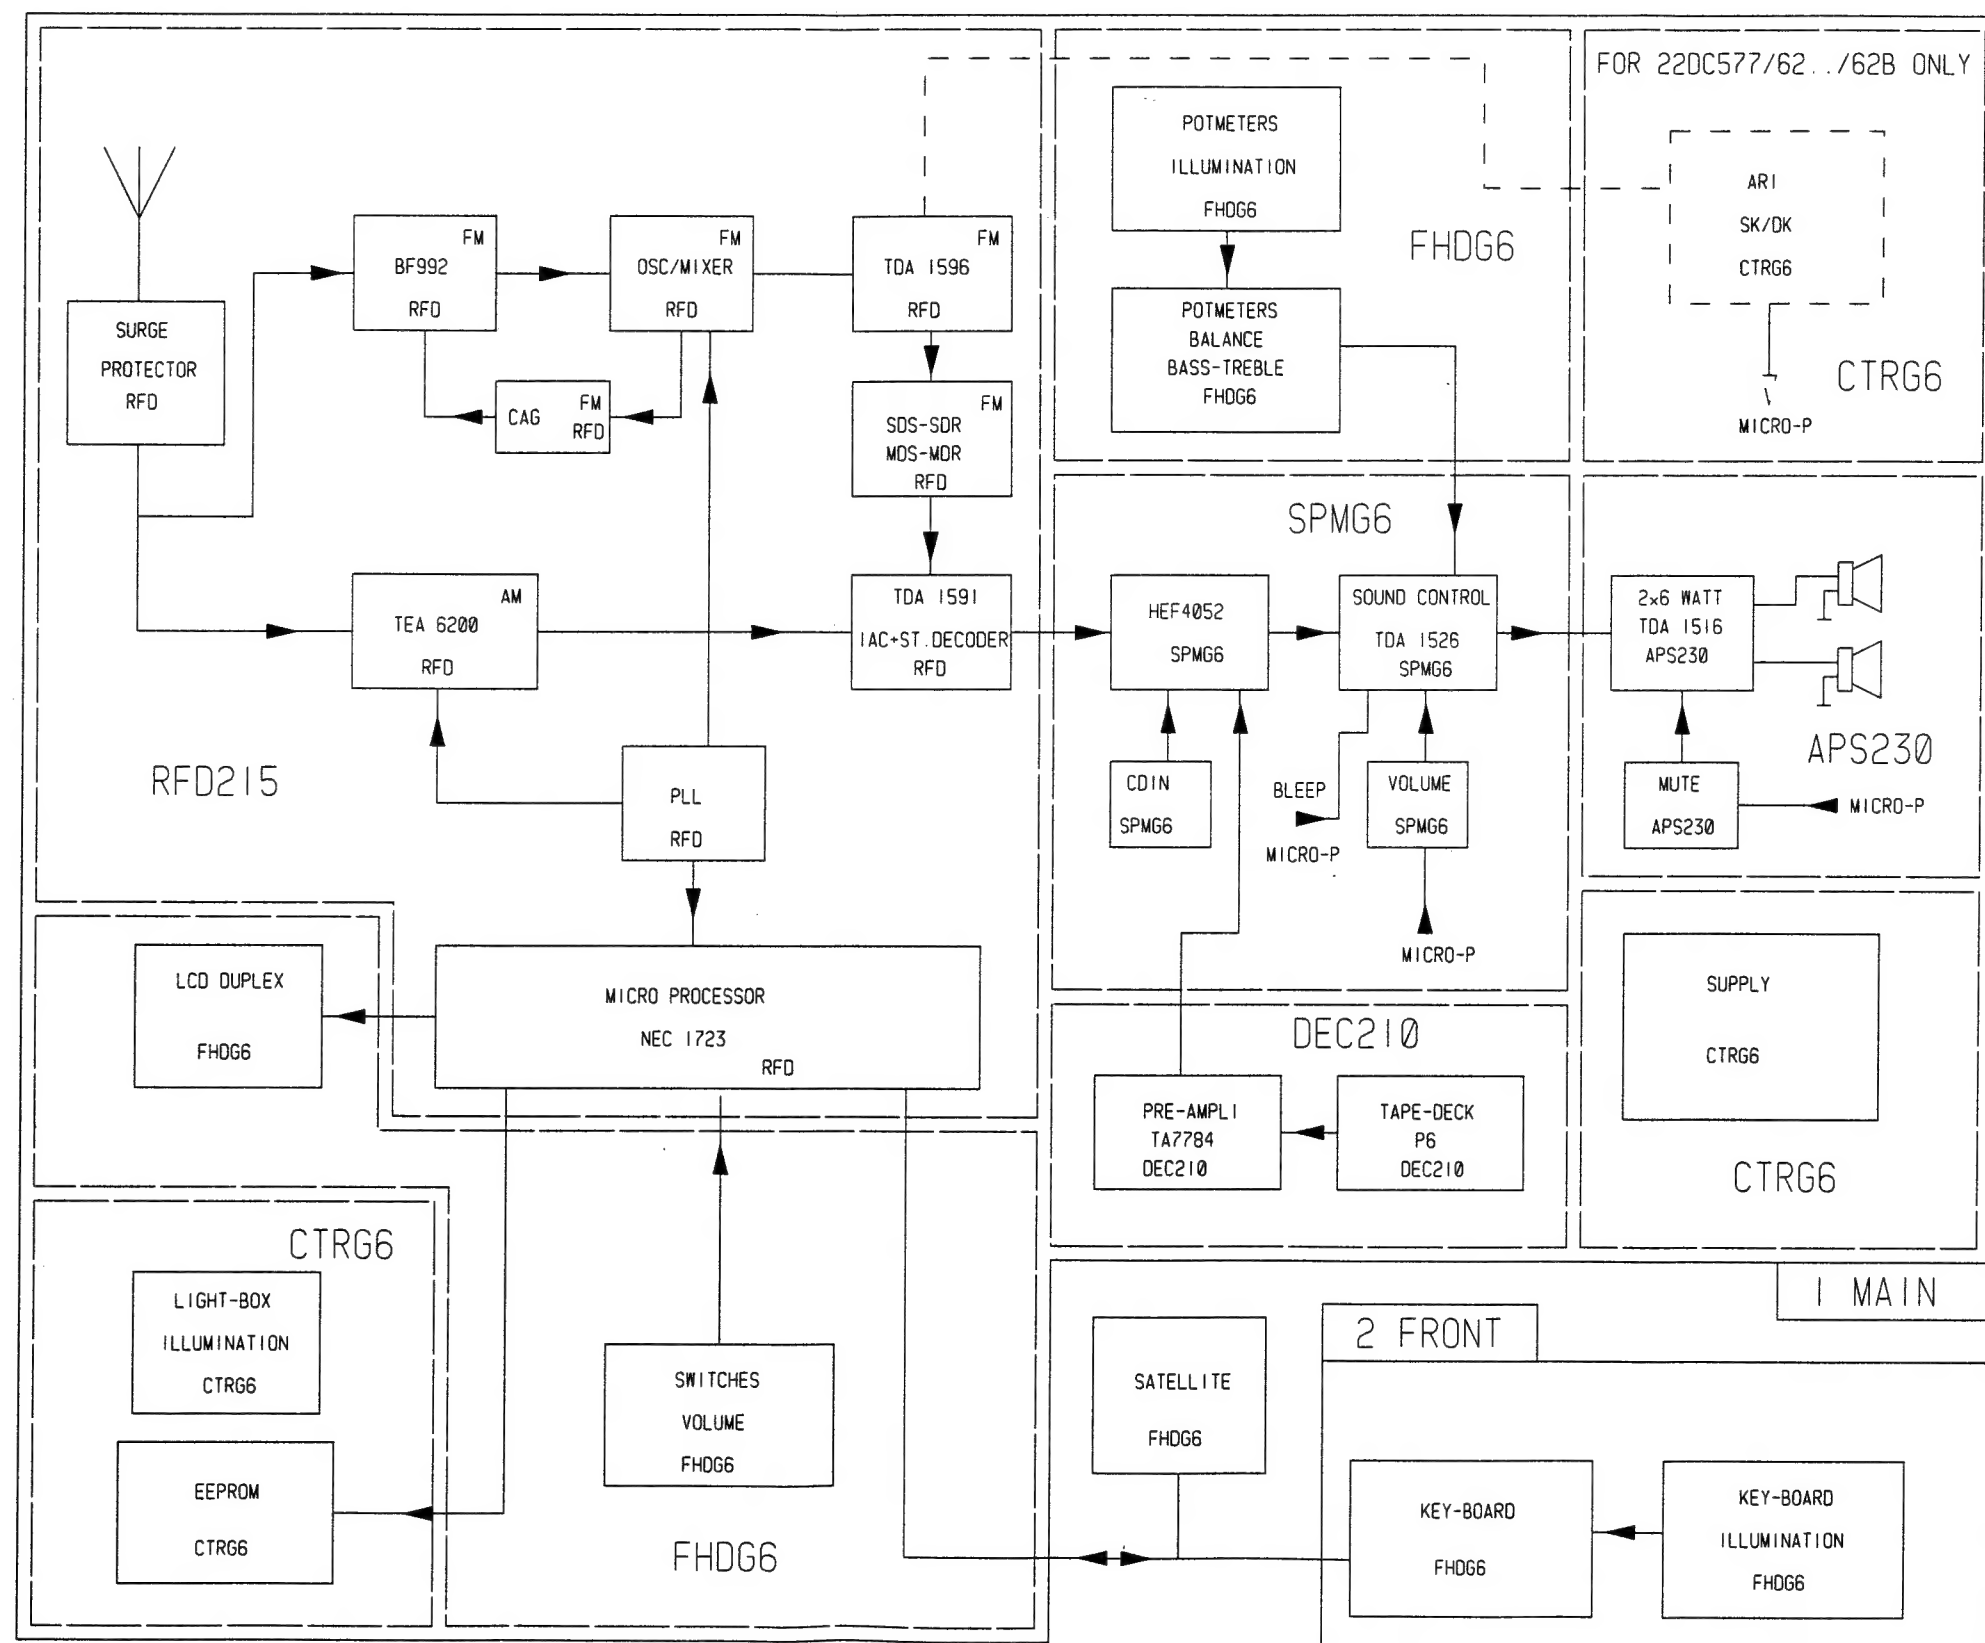 FOR 22DC577/62../62B ONLY
POTMETERS
ILLUMINATION
FHDG6
FHDG6
ARI
SK/DK
CTRG6
CTRG6
MICRO-P
FM
BF992
RFD
FM
OSC/MIXER
RFD
FM
TDA 1596
RFD
SURGE
PROTECTOR
RFD
CAG
FM
RFD
FM
SDS-SDR
MDS-MDR
RFD
POTMETERS
BALANCE
BASS-TREBLE
FHDG6
SPMG6
AM
TEA 6200
RFD
TDA 1591
IAC+ST.DECODER
RFD
HEF4052
SPMG6
SOUND CONTROL
TDA 1526
SPMG6
2x6 WATT
TDA 1516
APS230
APS230
RFD215
PLL
RFD
CDIN
SPMG6
BLEEP
MICRO-P
VOLUME
SPMG6
MICRO-P
MUTE
APS230
MICRO-P
LCD DUPLEX
FHDG6
MICRO PROCESSOR
NEC 1723
RFD
DEC210
PRE-AMPLI
TA7784
DEC210
TAPE-DECK
P6
DEC210
SUPPLY
CTRG6
CTRG6
CTRG6
LIGHT-BOX
ILLUMINATION
CTRG6
EEPROM
CTRG6
SWITCHES
VOLUME
FHDG6
FHDG6
1 MAIN
2 FRONT
SATELLITE
FHDG6
KEY-BOARD
FHDG6
KEY-BOARD
ILLUMINATION
FHDG6